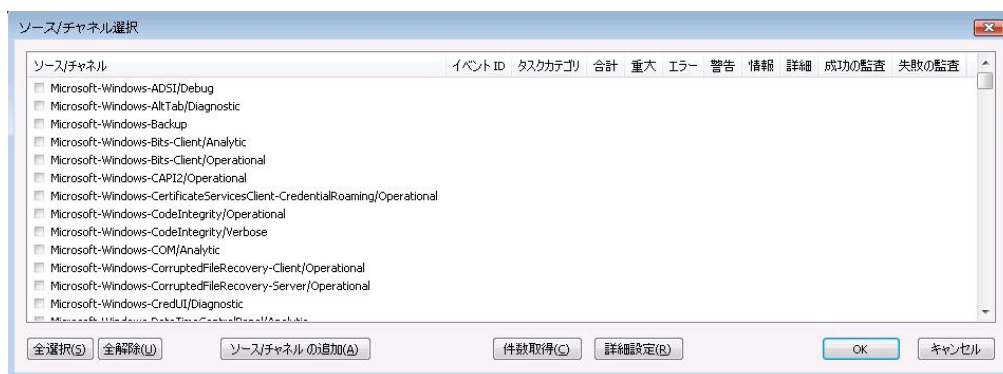 ソース/チャネル選択
ソース/チャネル イベント ID タスクカテゴリ 合計 重大 エラー 警告 情報 詳細 成功の監査 失敗の監査
Microsoft-Windows-ADSI/Debug
Microsoft-Windows-AltTab/Diagnostic
Microsoft-Windows-Backup
Microsoft-Windows-Bits-Client/Analytic
Microsoft-Windows-Bits-Client/Operational
Microsoft-Windows-CAPI2/Operational
Microsoft-Windows-CertificateServicesClient-CredentialRoaming/Operational
Microsoft-Windows-CodeIntegrity/Operational
Microsoft-Windows-CodeIntegrity/Verbose
Microsoft-Windows-COM/Analytic
Microsoft-Windows-CorruptedFileRecovery-Client/Operational
Microsoft-Windows-CorruptedFileRecovery-Server/Operational
Microsoft-Windows-CredUI/Diagnostic
Microsoft-Windows-DateTimeControlPanel/Analytic
全選択(S) 全解除(U) ソース/チャネル の追加(A) 件数取得(C) 詳細設定(R) OK キャンセル